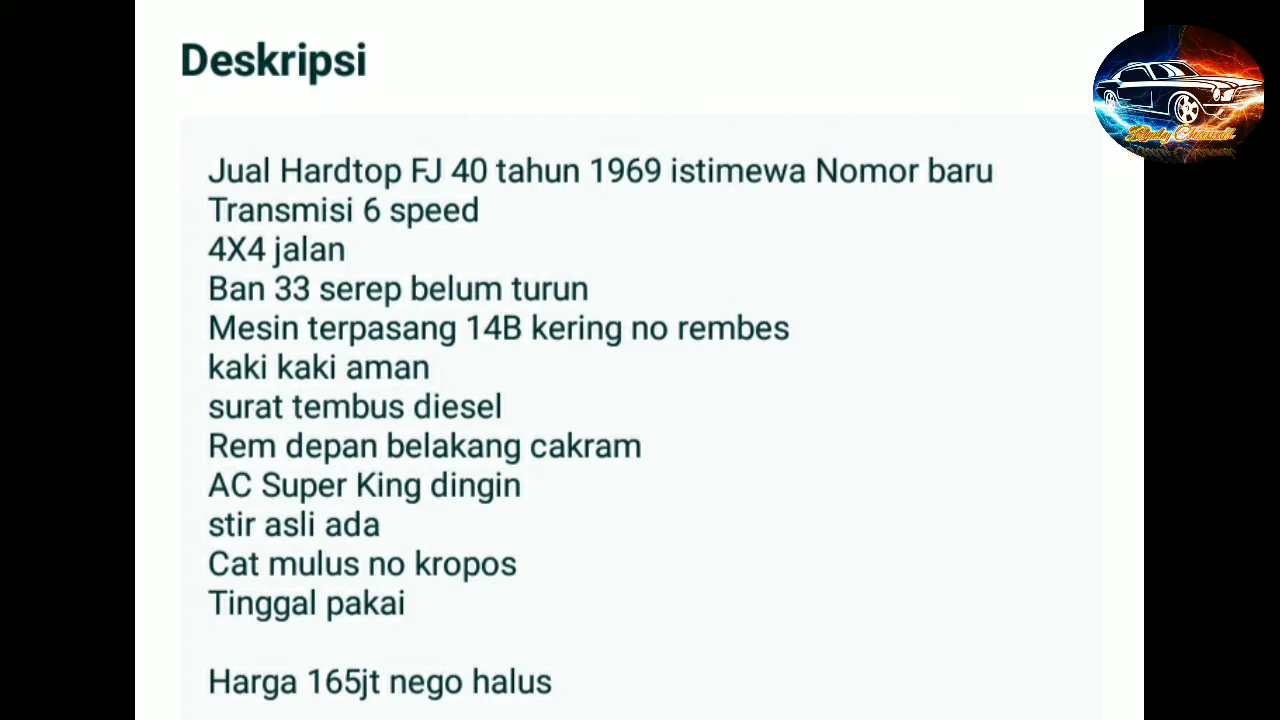 Deskripsi
Jual Hardtop FJ 40 tahun 1969 istimewa Nomor baru
Transmisi 6 speed
4X4 jalan
Ban 33 serep belum turun
Mesin terpasang 14B kering no rembes
kaki kaki aman
surat tembus diesel
Rem depan belakang cakram
AC Super King dingin
stir asli ada
Cat mulus no kropos
Tinggal pakai
Harga 165jt nego halus